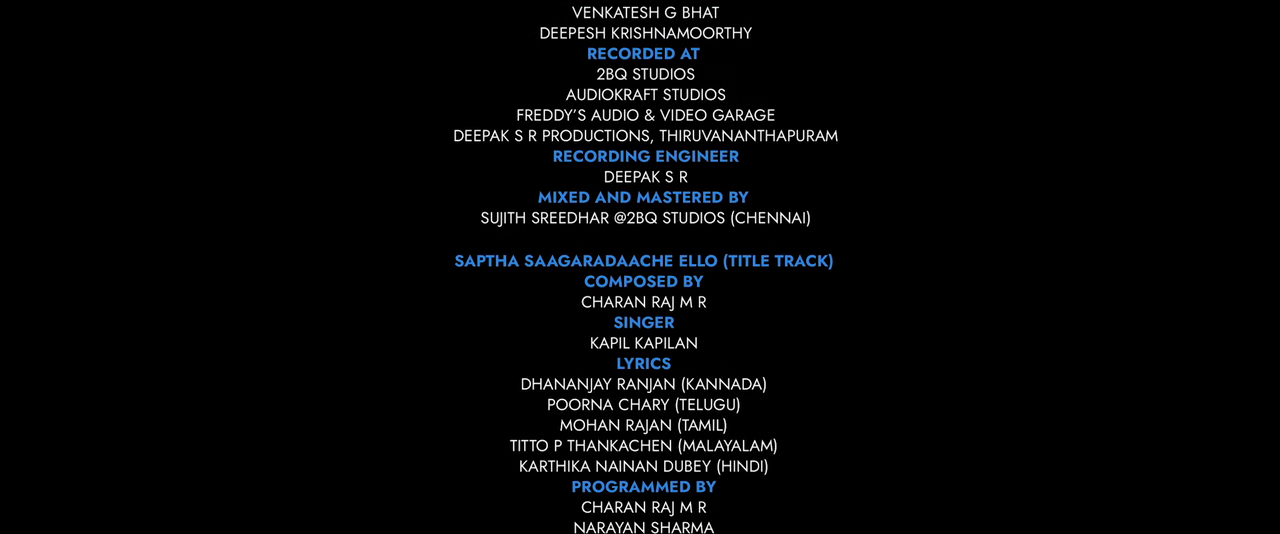 VENKATESH G BHAT
DEEPESH KRISHNAMOORTHY
RECORDED AT
2BQ STUDIOS
AUDIOKRAFT STUDIOS
FREDDY'S AUDIO & VIDEO GARAGE
DEEPAK S R PRODUCTIONS, THIRUVANANTHAPURAM
RECORDING ENGINEER
DEEPAK S R
MIXED AND MASTERED BY
SUJITH SREEDHAR @2BQ STUDIOS (CHENNAI)
SAPTHA SAAGARADAACHE ELLO (TITLE TRACK)
COMPOSED BY
CHARAN RAJ M R
SINGER
KAPIL KAPILAN
LYRICS
DHANANJAY RANJAN (KANNADA)
POORNA CHARY (TELUGU)
MOHAN RAJAN (TAMIL)
TITTO P THANKACHEN (MALAYALAM)
KARTHIKA NAINAN DUBEY (HINDI)
PROGRAMMED BY
CHARAN RAJ M R
NARAYAN SHARMA